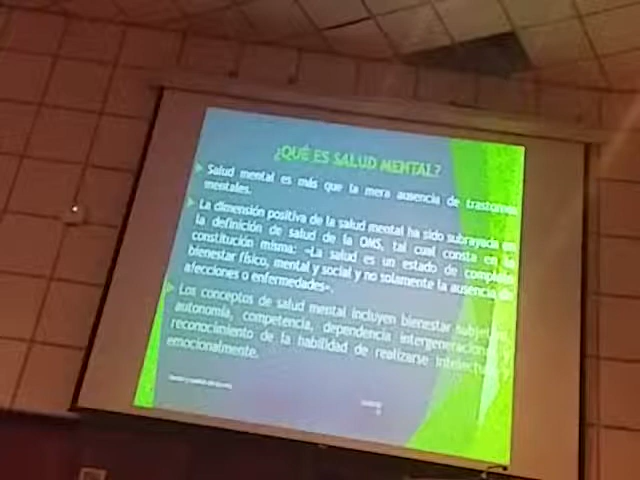 ¿QUÉ ES SALUD MENTAL?
Salud mental es más que la mera ausencia de trastornos
mentales.
La dimensión positiva de la salud mental ha sido subrayada en
la definición de salud de la OMS, tal cual consta en
constitución misma: «La salud es un estado de completo
bienestar físico, mental y social y no solamente la ausencia de
afecciones o enfermedades».
Los conceptos de salud mental incluyen bienestar
autonomía, competencia, dependencia
reconocimiento de la habilidad de realizarse
emocionalmente.